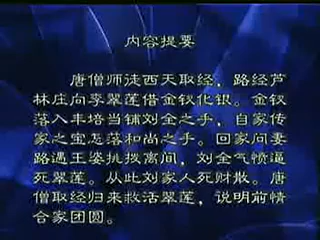 内容提要
唐僧师徒西天取经，路经芦
林庄向李翠莲借金钗化银。金钗
落入丰培当铺刘全之手，自家传
家之宝怎落和尚之手。回家问妻
路遇王婆挑拨离间，刘全气愤逼
死翠莲。从此刘家人死财散。唐
僧取经归来救活翠莲，说明前情
合家团圆。